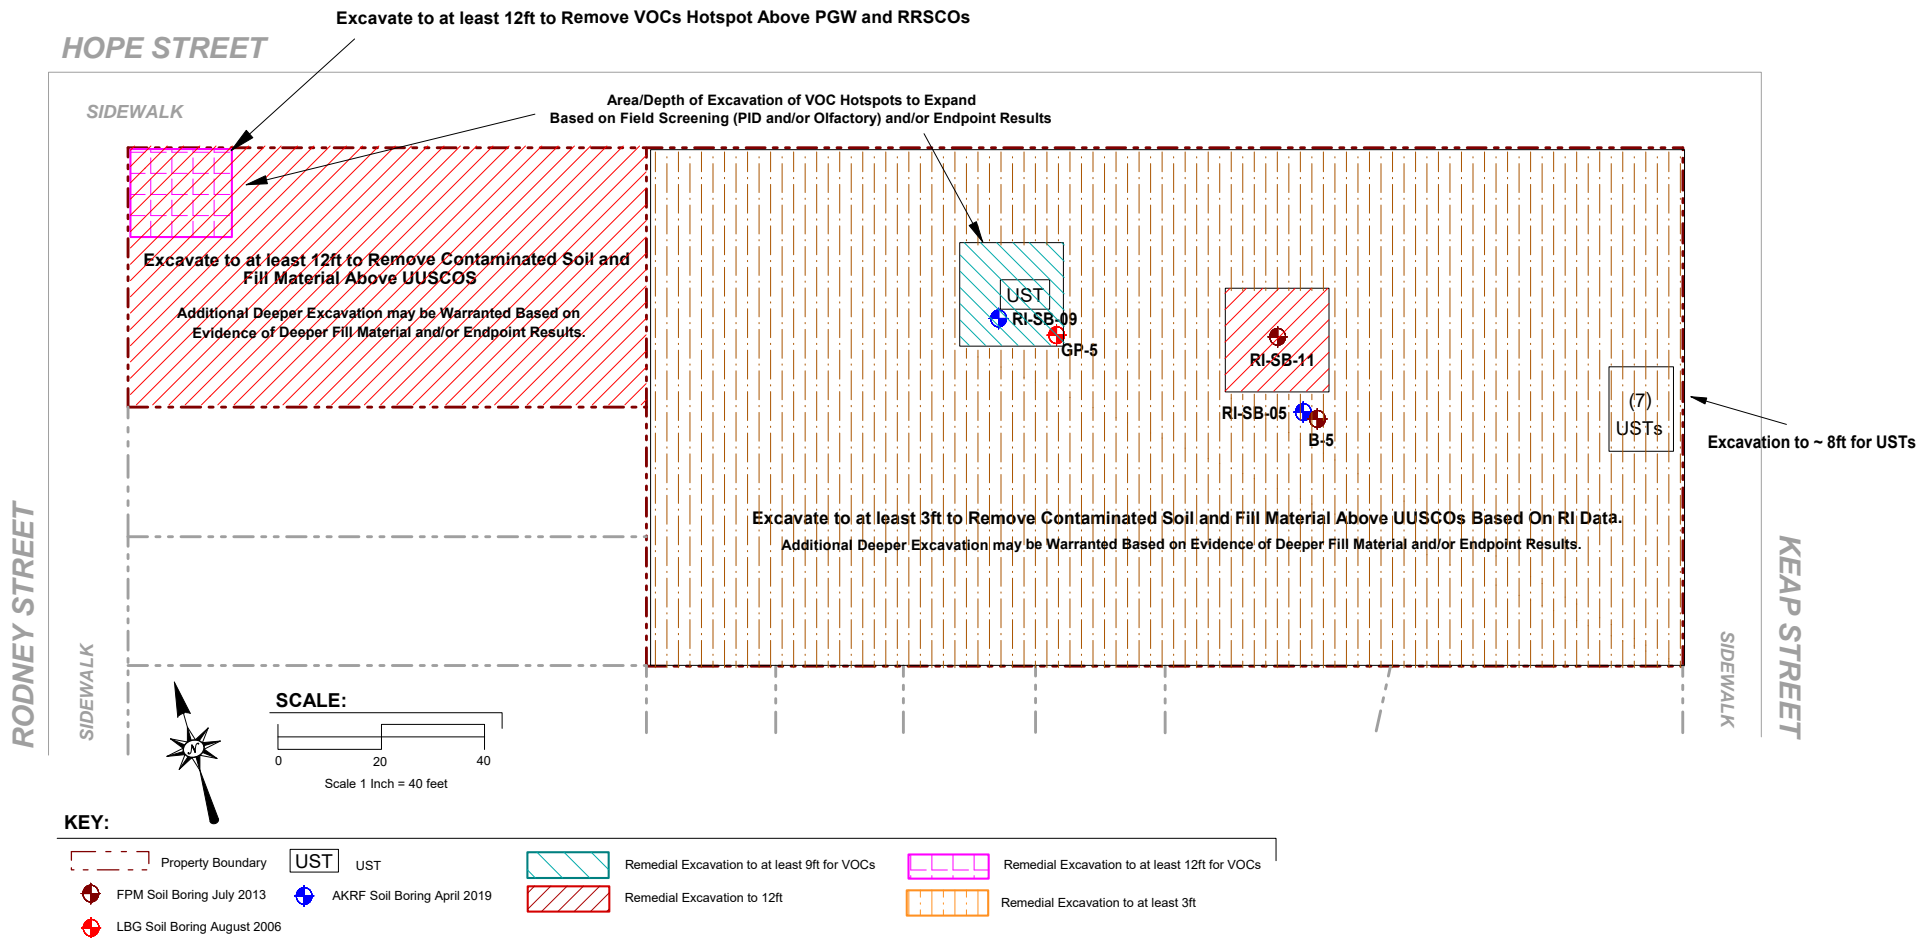 Excavate to at least 12ft to Remove VOCs Hotspot Above PGW and RRSCOs
HOPE STREET
SIDEWALK
Area/Depth of Excavation of VOC Hotspots to Expand
Based on Field Screening (PID and/or Olfactory) and/or Endpoint Results
Excavate to at least 12ft to Remove Contaminated Soil and
Fill Material Above UUSCOS
Additional Deeper Excavation may be Warranted Based on
Evidence of Deeper Fill Material and/or Endpoint Results.
UST
RI-SB-09
GP-5
RI-SB-11
RI-SB-05
B-5
(7)
USTs
Excavation to ~ 8ft for USTs
Excavate to at least 3ft to Remove Contaminated Soil and Fill Material Above UUSCOs Based On RI Data.
Additional Deeper Excavation may be Warranted Based on Evidence of Deeper Fill Material and/or Endpoint Results.
RODNEY STREET
SIDEWALK
KEAP STREET
SIDEWALK
N
SCALE:
0 20 40
Scale 1 Inch = 40 feet
KEY:
Property Boundary
UST UST
Remedial Excavation to at least 9ft for VOCs
Remedial Excavation to at least 12ft for VOCs
FPM Soil Boring July 2013
AKRF Soil Boring April 2019
Remedial Excavation to 12ft
Remedial Excavation to at least 3ft
LBG Soil Boring August 2006